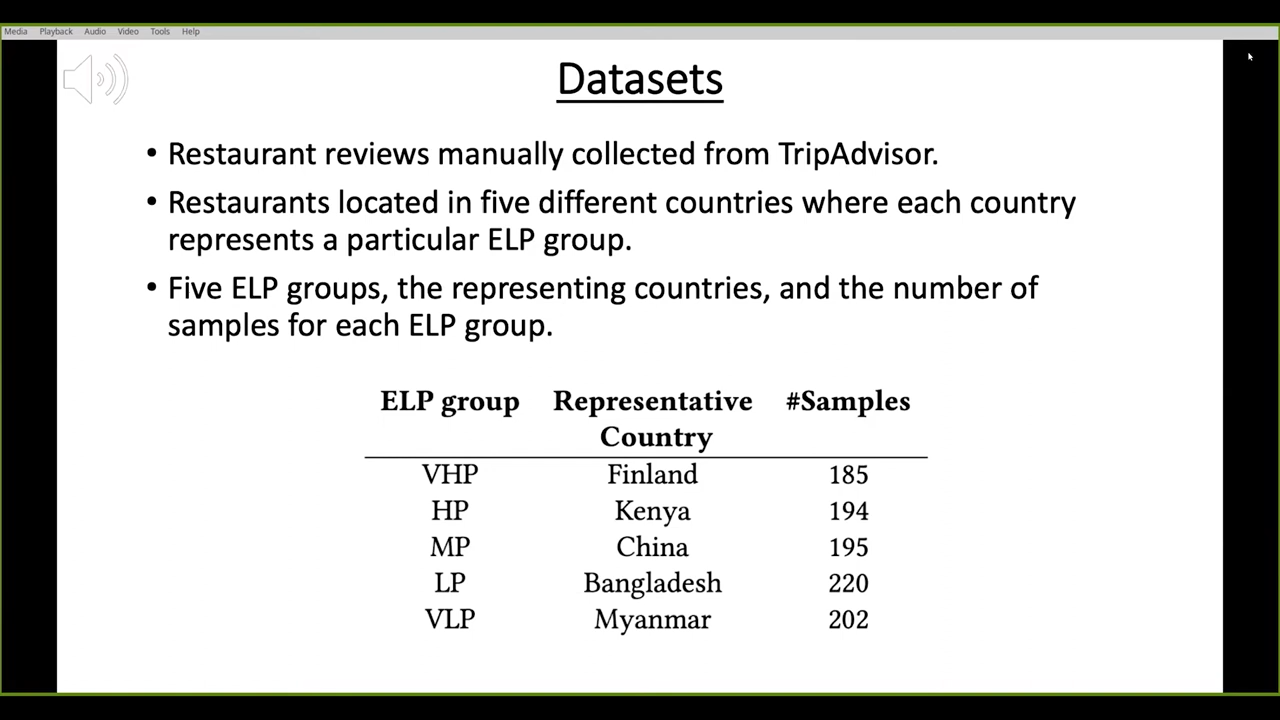 Media Playback Audio Video Tools Help
Datasets
• Restaurant reviews manually collected from TripAdvisor.
• Restaurants located in five different countries where each country
represents a particular ELP group.
• Five ELP groups, the representing countries, and the number of
samples for each ELP group.
ELP group Representative #Samples
Country
VHP Finland 185
HP Kenya 194
MP China 195
LP Bangladesh 220
VLP Myanmar 202